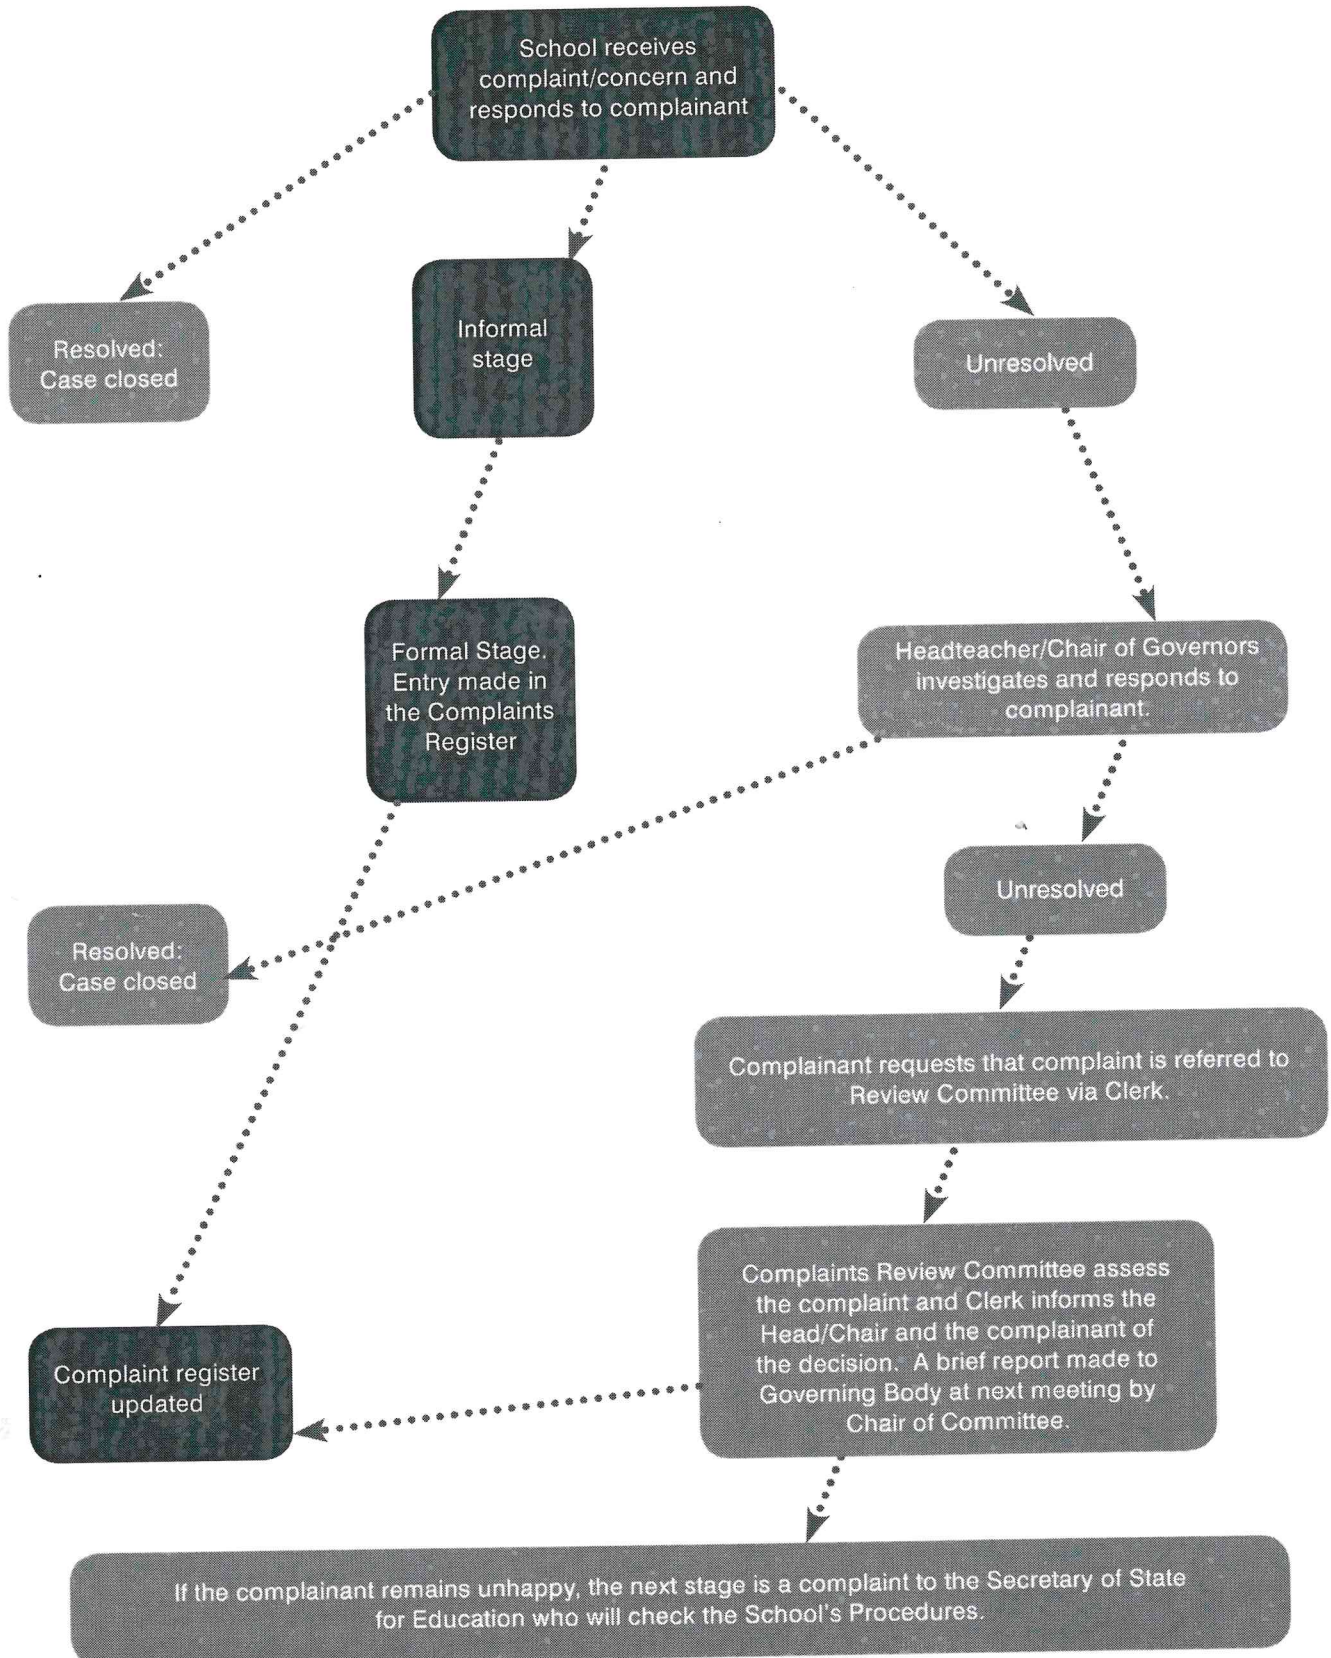 School receives
complaint/concern and
responds to complainant
Resolved:
Case closed
Informal
stage
Unresolved
Formal Stage.
Entry made in
the Complaints
Register
Headteacher/Chair of Governors
investigates and responds to
complainant.
Unresolved
Resolved:
Case closed
Complainant requests that complaint is referred to
Review Committee via Clerk.
Complaints Review Committee assess
the complaint and Clerk informs the
Head/Chair and the complainant of
the decision.  A brief report made to
Governing Body at next meeting by
Chair of Committee.
Complaint register
updated
If the complainant remains unhappy, the next stage is a complaint to the Secretary of State
for Education who will check the School's Procedures.